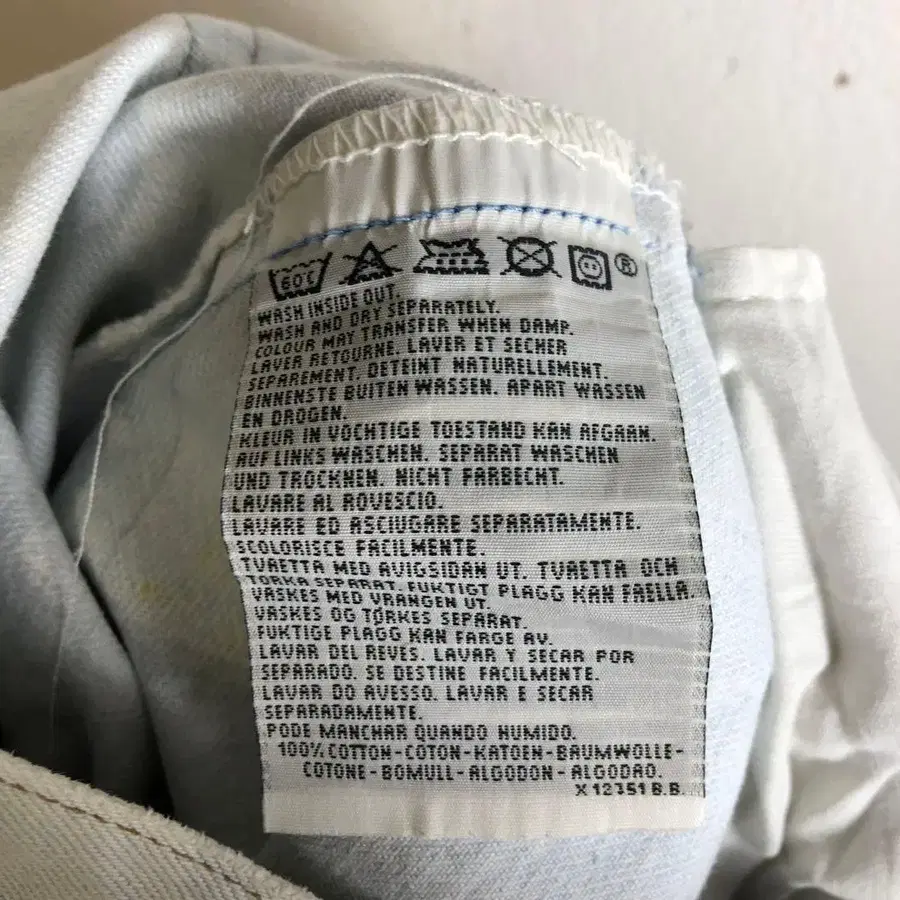 60C ®
WASH INSIDE OUT.
WASH AND DRY SEPARATELY.
COLOUR MAY TRANSFER WHEN DAMP.
LAVER RETOURNE. LAVER ET SECHER
SEPAREMENT. DETEINT NATURELLEMENT.
BINNENSTE BUITEN WASSEN. APART WASSEN
EN DROGEN.
KLEUR IN VOCHTIGE TOESTAND KAN AFGAAN.
AUF LINKS WASCHEN. SEPARAT WASCHEN
UND TROCKNEN. NICHT FARBECHT.
LAVARE AL ROVESCIO.
LAVARE ED ASCIUGARE SEPARATAMENTE.
SCOLORISCE FACILMENTE.
TVAETTA MED AVIGSIDAN UT. TVAETTA OCH
TORKA SEPARAT. FUKTIGT PLAGG KAN FAELLA.
VASKES MED VRANGEN UT.
VASKES OG TØRKES SEPARAT.
FUKTIGE PLAGG KAN FARGE AV.
LAVAR DEL REVES. LAVAR Y SECAR POR
SEPARADO. SE DESTINE FACILMENTE.
LAVAR DO AVESSO. LAVAR E SECAR
SEPARADAMENTE.
PODE MANCHAR QUANDO HUMIDO.
100% COTTON-COTON-KATOEN-BAUMWOLLE-
COTONE-BOMULL-ALGODON-ALGODAO.
X 12351 B.B.